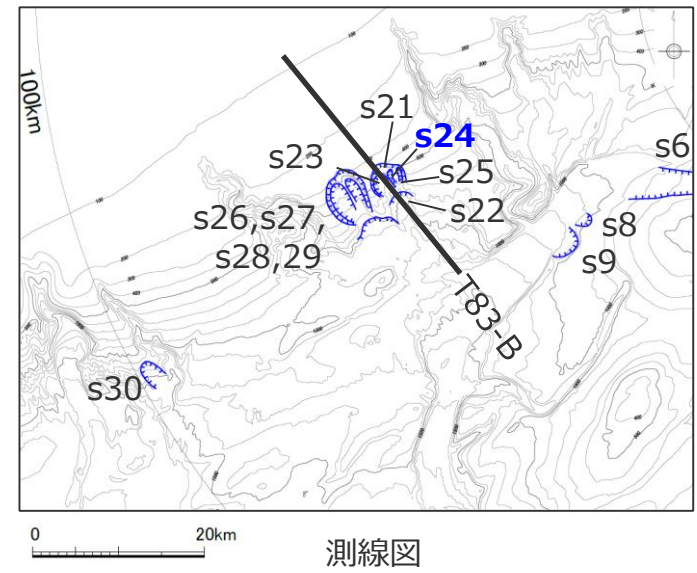 100km
s21
s24
s23
s25
s22
s26,s27,
s28,29
s6
s8
s9
T83-B
s30
0 20km
測線図